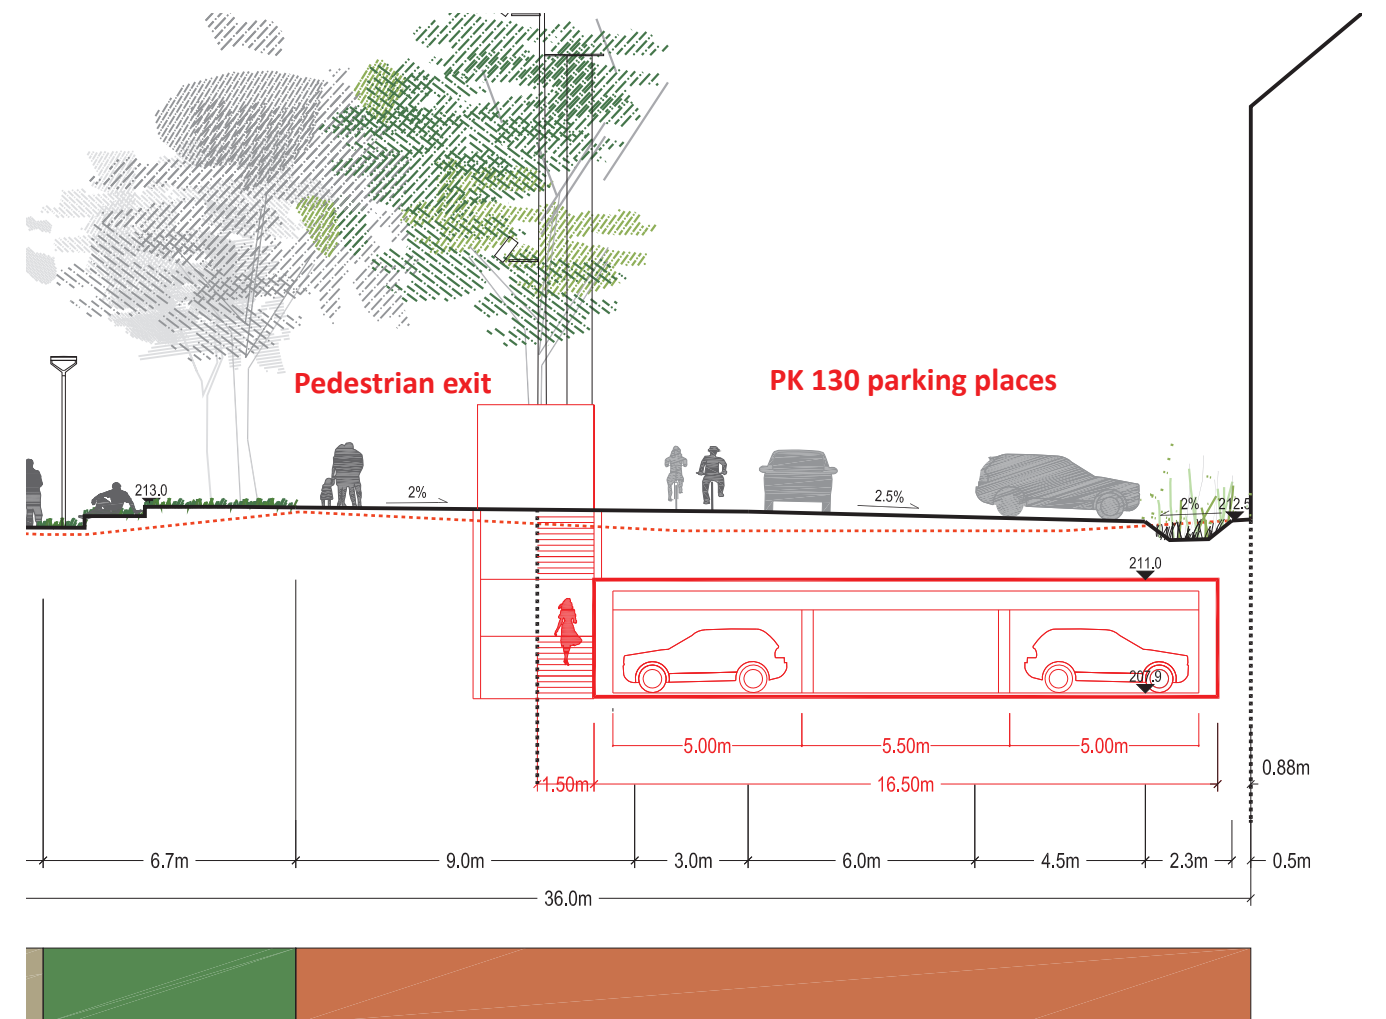 Pedestrian exit
PK 130 parking places
213.0
2%
2.5%
2%
212.5
211.0
207.9
5.00m
5.50m
5.00m
1.50m
16.50m
0.88m
6.7m
9.0m
3.0m
6.0m
4.5m
2.3m
0.5m
36.0m